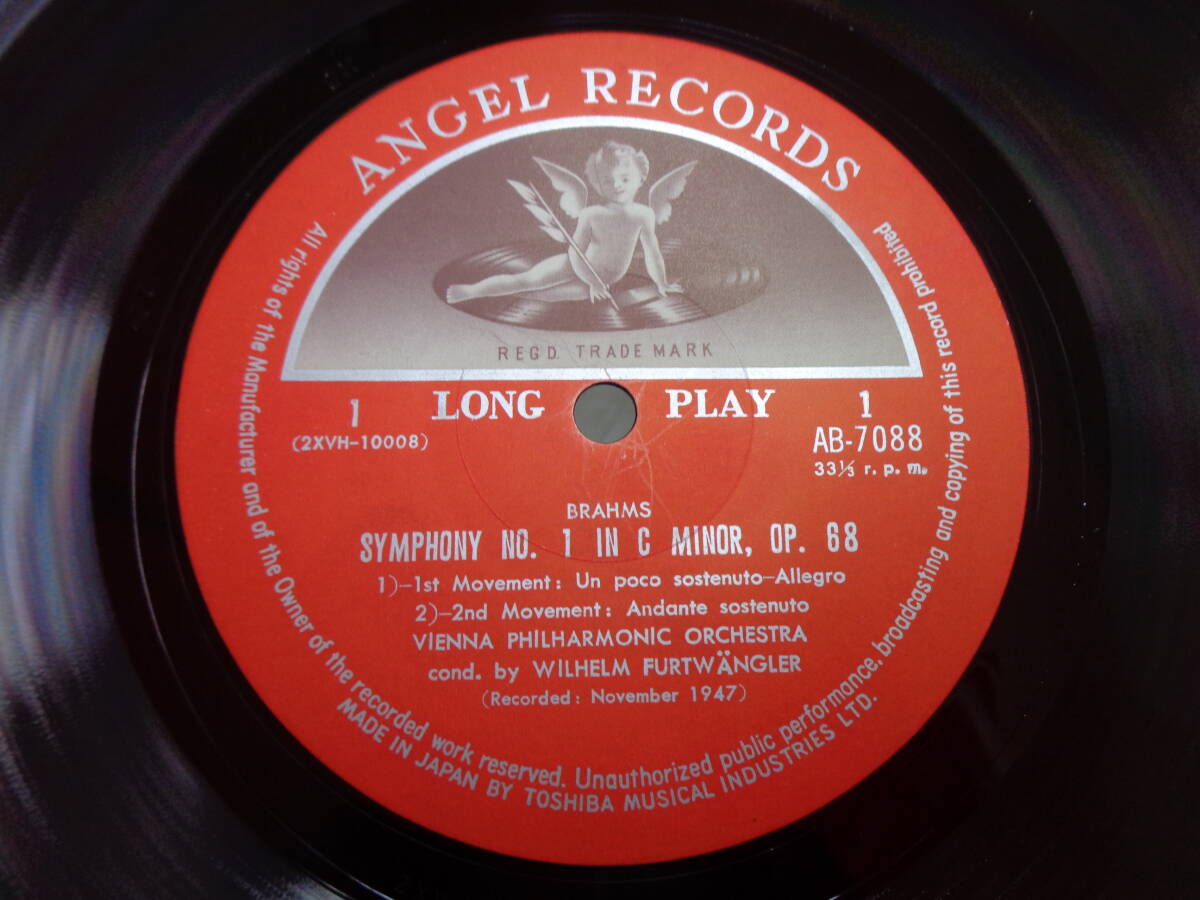 ANGEL RECORDS
REGD. TRADE MARK
1 LONG PLAY 1
(2XVH-10008) AB-7088
33⅓ r. p. m.
BRAHMS
SYMPHONY NO. 1 IN C MINOR, OP. 68
1)-1st Movement: Un poco sostenuto-Allegro
2)-2nd Movement: Andante sostenuto
VIENNA PHILHARMONIC ORCHESTRA
cond. by WILHELM FURTWÄNGLER
(Recorded: November 1947)
All rights of the Manufacturer and of the Owner of the recorded work reserved. Unauthorized public performance, broadcasting and copying of this record prohibited
MADE IN JAPAN BY TOSHIBA MUSICAL INDUSTRIES LTD.